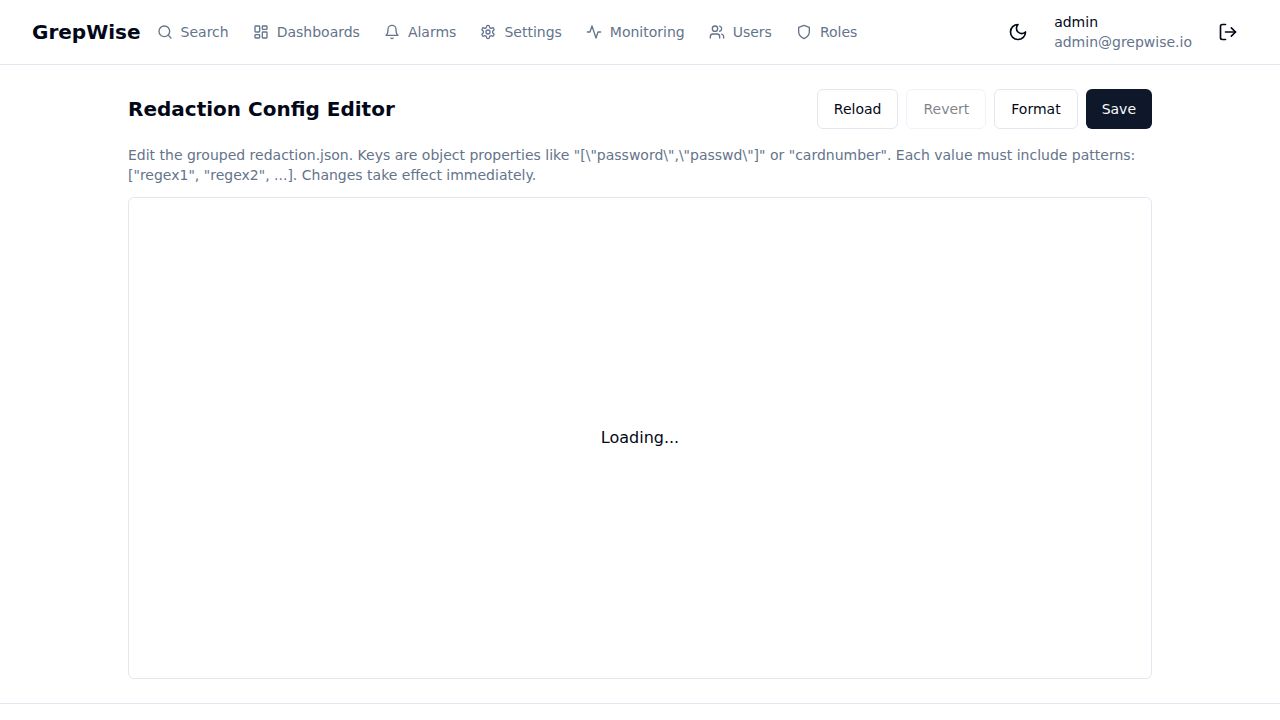 GrepWise
Search
Dashboards
Alarms
Settings
Monitoring
Users
Roles
admin
admin@grepwise.io
Redaction Config Editor
Reload
Revert
Format
Save
Edit the grouped redaction.json. Keys are object properties like "[\"password\",\"passwd\"]" or "cardnumber". Each value must include patterns:
["regex1", "regex2", ...]. Changes take effect immediately.
Loading...